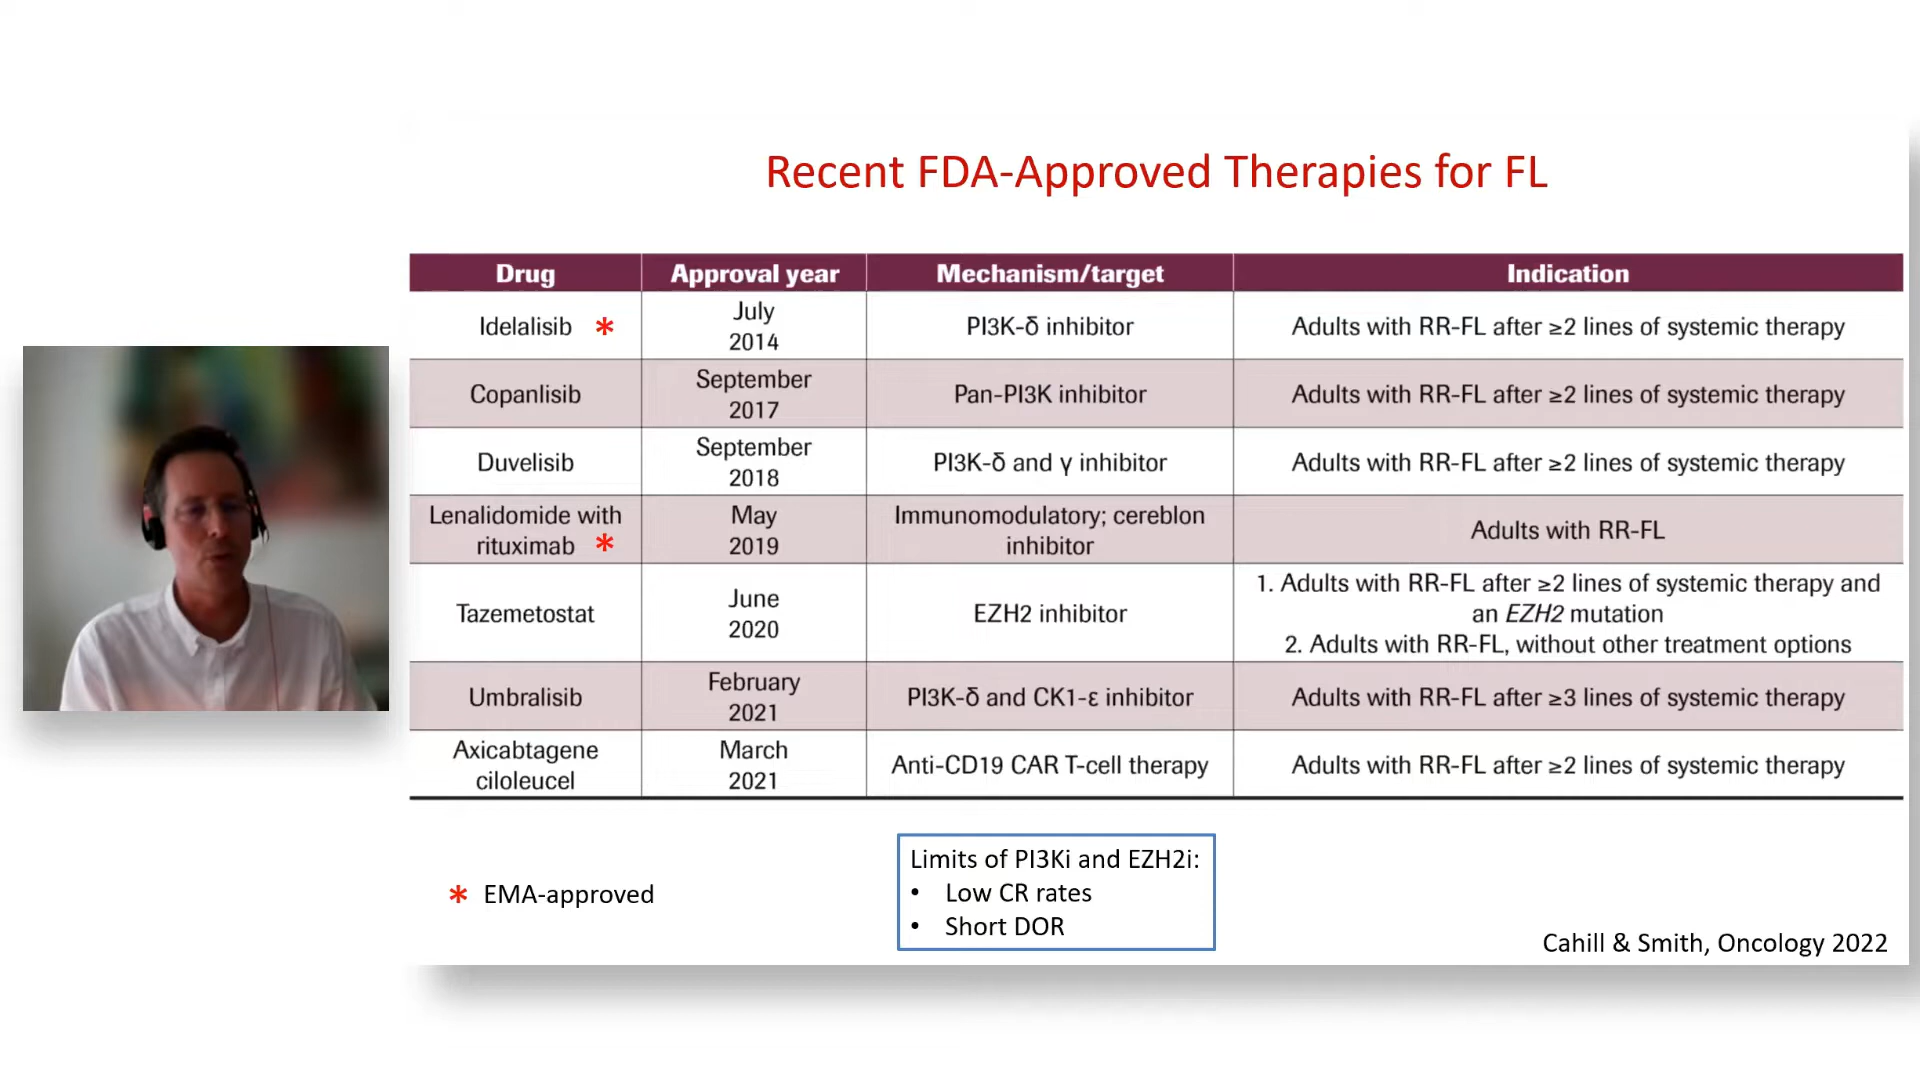 Recent FDA-Approved Therapies for FL
Drug
Approval year
Mechanism/target
Indication
Idelalisib *
July
2014
PI3K-δ inhibitor
Adults with RR-FL after ≥2 lines of systemic therapy
Copanlisib
September
2017
Pan-PI3K inhibitor
Adults with RR-FL after ≥2 lines of systemic therapy
Duvelisib
September
2018
PI3K-δ and γ inhibitor
Adults with RR-FL after ≥2 lines of systemic therapy
Lenalidomide with
rituximab *
May
2019
Immunomodulatory; cereblon
inhibitor
Adults with RR-FL
Tazemetostat
June
2020
EZH2 inhibitor
1. Adults with RR-FL after ≥2 lines of systemic therapy and
an EZH2 mutation
2. Adults with RR-FL, without other treatment options
Umbralisib
February
2021
PI3K-δ and CK1-ε inhibitor
Adults with RR-FL after ≥3 lines of systemic therapy
Axicabtagene
ciloleucel
March
2021
Anti-CD19 CAR T-cell therapy
Adults with RR-FL after ≥2 lines of systemic therapy
* EMA-approved
Limits of PI3Ki and EZH2i:
• Low CR rates
• Short DOR
Cahill & Smith, Oncology 2022